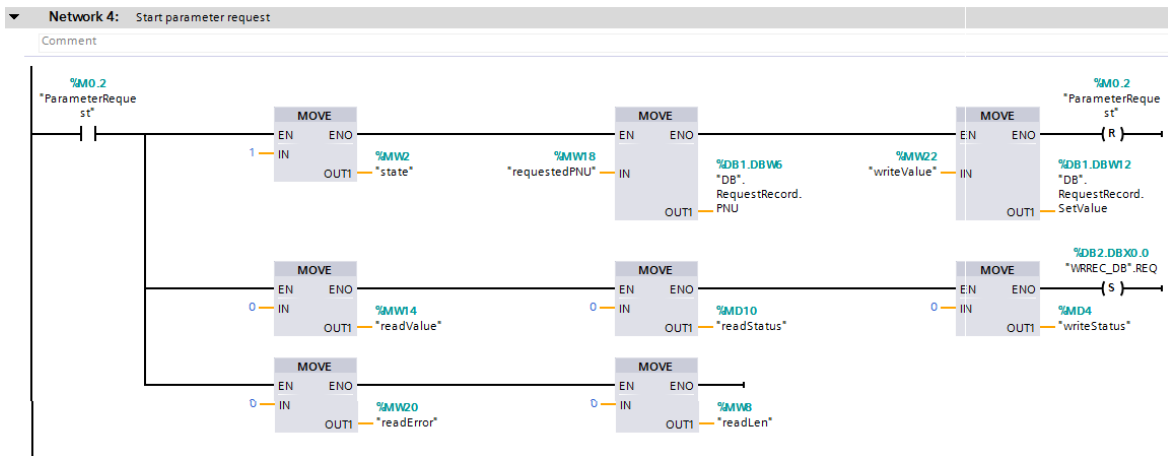 Network 4: Start parameter request
Comment
%M0.2
"ParameterReque
st"
MOVE
EN ENO
1 IN
OUT1
%MW2
"state"
MOVE
EN ENO
%MW18
"requestedPNU" IN
OUT1
%DB1.DBW6
"DB".
RequestRecord.
PNU
MOVE
EN ENO
%MW22
"writeValue" IN
OUT1
%DB1.DBW12
"DB".
RequestRecord.
SetValue
%M0.2
"ParameterReque
st"
R
MOVE
EN ENO
0 IN
OUT1
%MW14
"readValue"
MOVE
EN ENO
0 IN
OUT1
%MD10
"readStatus"
MOVE
EN ENO
0 IN
OUT1
%MD4
"writeStatus"
%DB2.DBX0.0
"WRREC_DB".REQ
S
MOVE
EN ENO
0 IN
OUT1
%MW20
"readError"
MOVE
EN ENO
0 IN
OUT1
%MW8
"readLen"